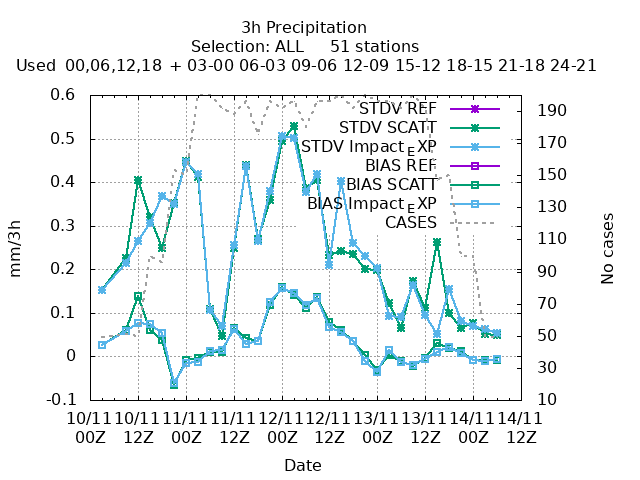 3h Precipitation
Selection: ALL 51 stations
Used 00,06,12,18 + 03-00 06-03 09-06 12-09 15-12 18-15 21-18 24-21
STDV REF
STDV SCATT
STDV Impact_EXP
BIAS REF
BIAS SCATT
BIAS Impact_EXP
CASES
mm/3h
0.6
0.5
0.4
0.3
0.2
0.1
0
-0.1
No cases
190
170
150
130
110
90
70
50
30
10
10/11 10/11 11/11 11/11 12/11 12/11 13/11 13/11 14/11 14/11
00Z 12Z 00Z 12Z 00Z 12Z 00Z 12Z 00Z 12Z
Date